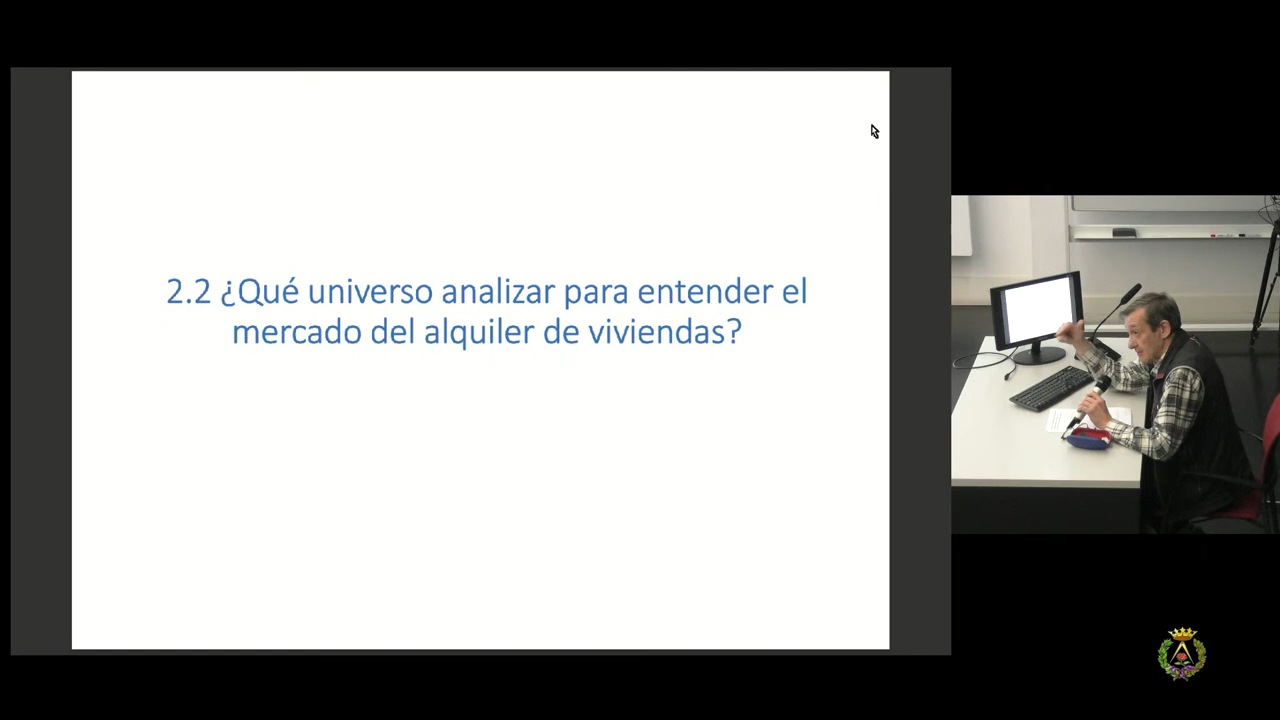 2.2 ¿Qué universo analizar para entender el
mercado del alquiler de viviendas?